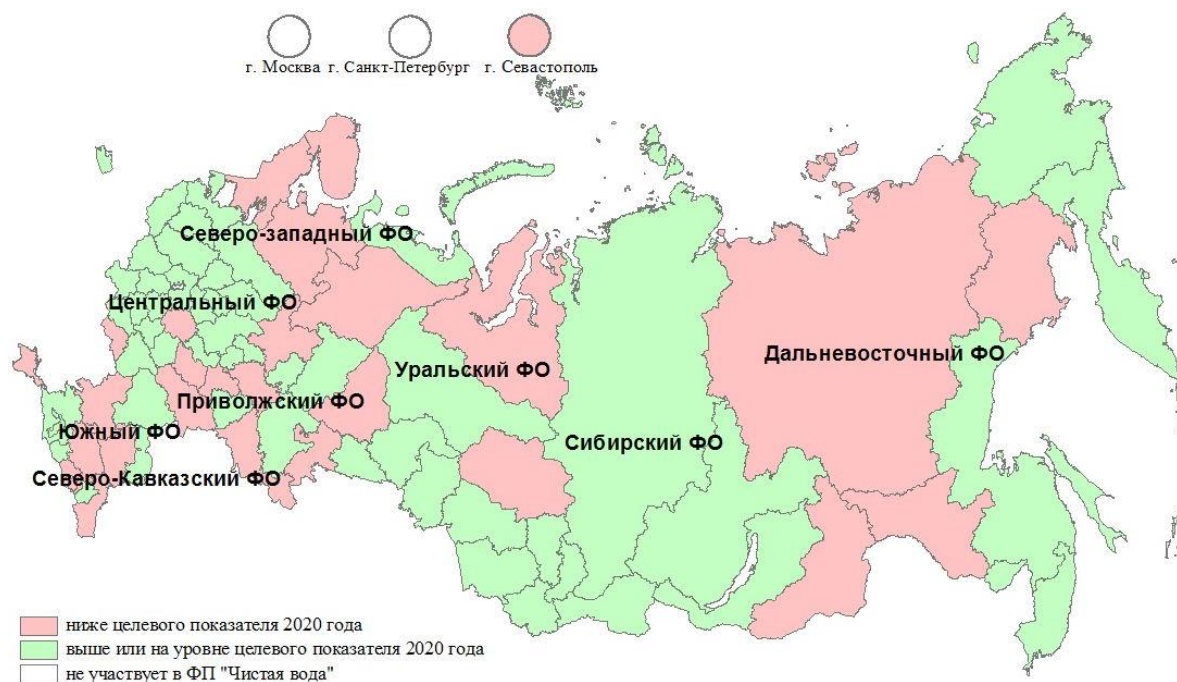 г. Москва г. Санкт-Петербург г. Севастополь
Северо-западный ФО
Центральный ФО
Дальневосточный ФО
Уральский ФО
Приволжский ФО
Южный ФО
Сибирский ФО
Северо-Кавказский ФО
ниже целевого показателя 2020 года
выше или на уровне целевого показателя 2020 года
не участвует в ФП "Чистая вода"